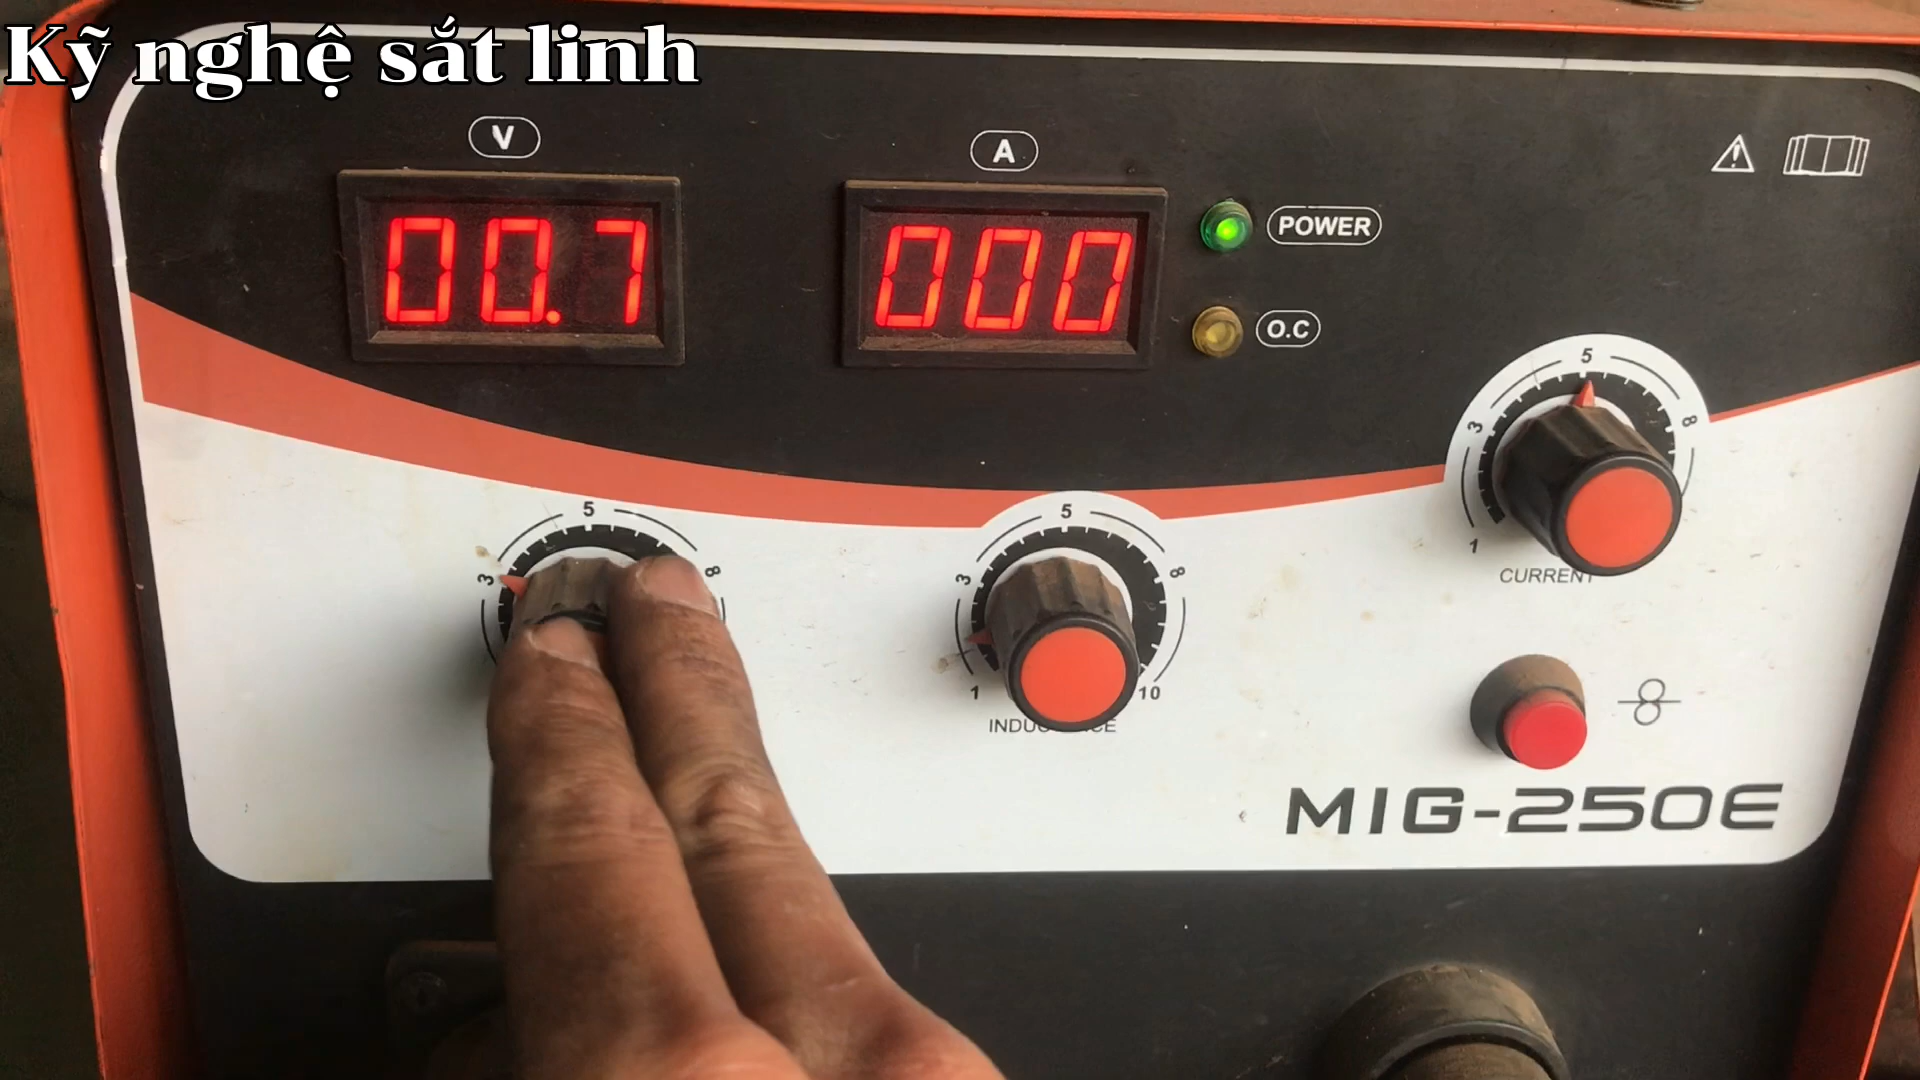 Kỹ nghệ sắt linh
V
A
00.7
000
POWER
O.C
5
3
8
1
CURRENT
5
3
8
5
3
8
1
10
MIG-250E